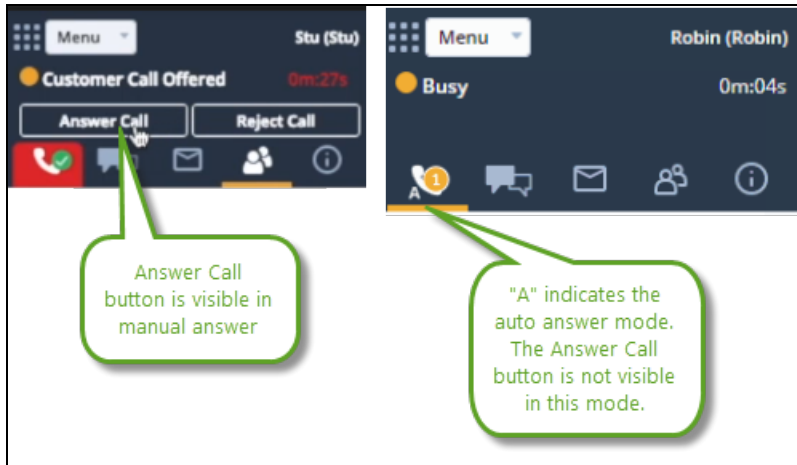 Menu
Stu (Stu)
Customer Call Offered
0m:27s
Answer Call
Reject Call
Answer Call
button is visible in
manual answer
Menu
Robin (Robin)
Busy
0m:04s
A
1
"A" indicates the
auto answer mode.
The Answer Call
button is not visible
in this mode.